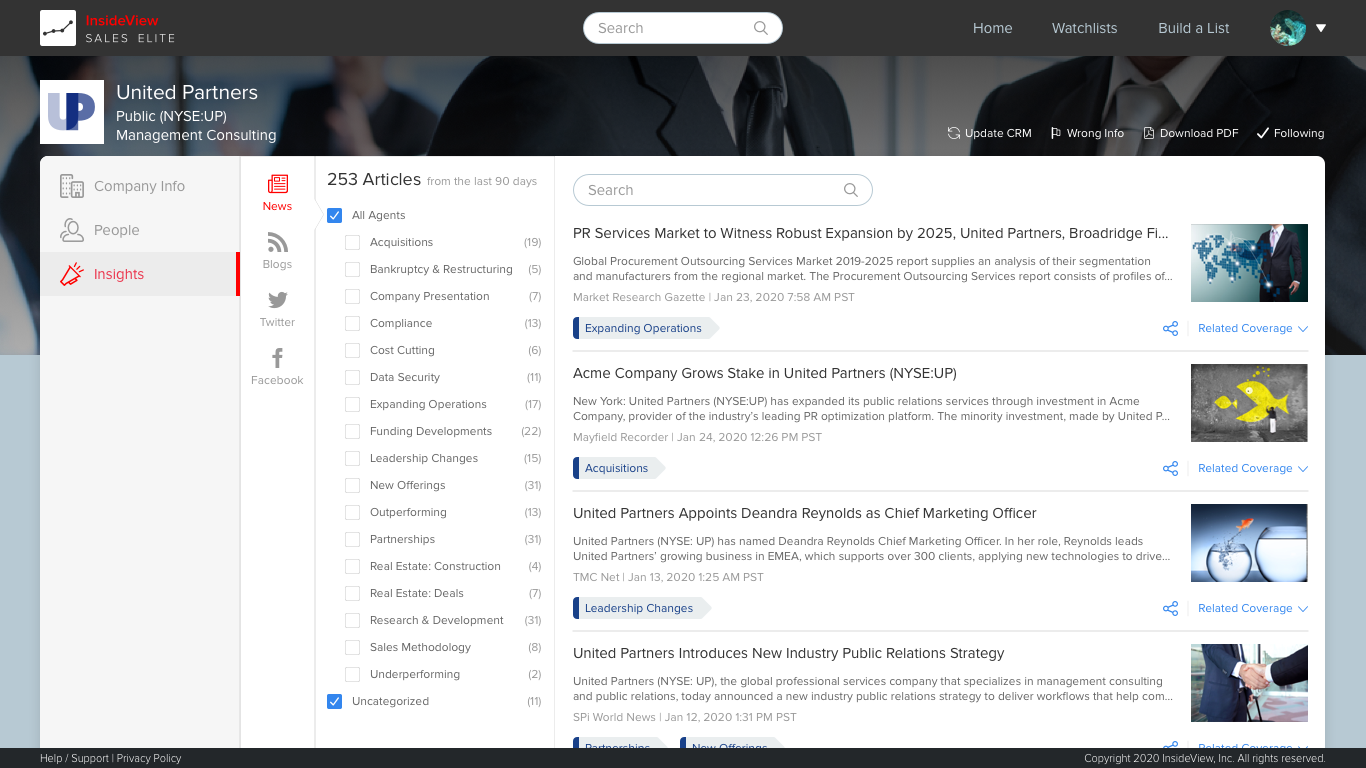 InsideView
SALES ELITE
Search
Home
Watchlists
Build a List
UP
United Partners
Public (NYSE:UP)
Management Consulting
Update CRM
Wrong Info
Download PDF
Following
Company Info
People
Insights
News
Blogs
Twitter
Facebook
253 Articles from the last 90 days
All Agents
Acquisitions (19)
Bankruptcy & Restructuring (5)
Company Presentation (7)
Compliance (13)
Cost Cutting (6)
Data Security (11)
Expanding Operations (17)
Funding Developments (22)
Leadership Changes (15)
New Offerings (31)
Outperforming (13)
Partnerships (31)
Real Estate: Construction (4)
Real Estate: Deals (7)
Research & Development (31)
Sales Methodology (8)
Underperforming (2)
Uncategorized (11)
Search
PR Services Market to Witness Robust Expansion by 2025, United Partners, Broadridge Fi...
Global Procurement Outsourcing Services Market 2019-2025 report supplies an analysis of their segmentation
and manufacturers from the regional market. The Procurement Outsourcing Services report consists of profiles of...
Market Research Gazette | Jan 23, 2020 7:58 AM PST
Expanding Operations
Related Coverage
Acme Company Grows Stake in United Partners (NYSE:UP)
New York: United Partners (NYSE:UP) has expanded its public relations services through investment in Acme
Company, provider of the industry's leading PR optimization platform. The minority investment, made by United P...
Mayfield Recorder | Jan 24, 2020 12:26 PM PST
Acquisitions
Related Coverage
United Partners Appoints Deandra Reynolds as Chief Marketing Officer
United Partners (NYSE: UP) has named Deandra Reynolds Chief Marketing Officer. In her role, Reynolds leads
United Partners' growing business in EMEA, which supports over 300 clients, applying new technologies to drive...
TMC Net | Jan 13, 2020 1:25 AM PST
Leadership Changes
Related Coverage
United Partners Introduces New Industry Public Relations Strategy
United Partners (NYSE: UP), the global professional services company that specializes in management consulting
and public relations, today announced a new industry public relations strategy to deliver workflows that help com...
SPi World News | Jan 12, 2020 1:31 PM PST
Partnerships
New Offerings
Related Coverage
Help / Support | Privacy Policy
Copyright 2020 InsideView, Inc. All rights reserved.